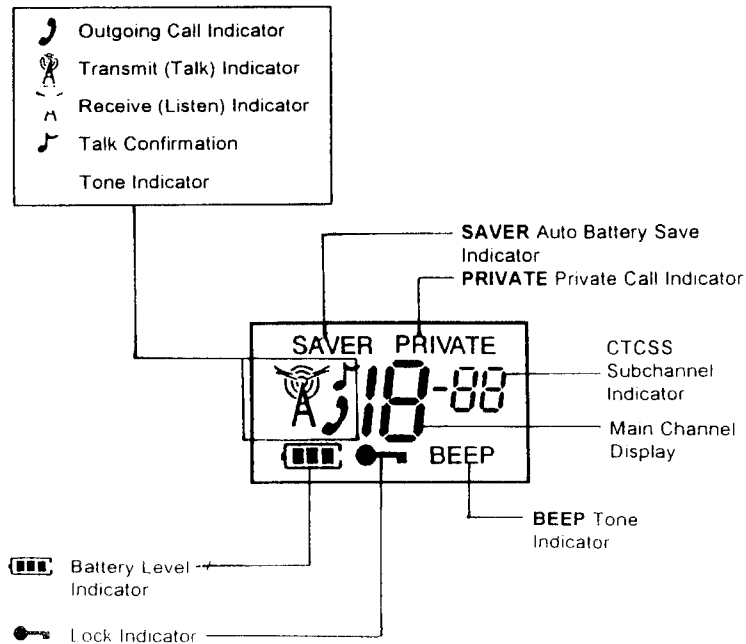 Outgoing Call Indicator
Transmit (Talk) Indicator
Receive (Listen) Indicator
Talk Confirmation
Tone Indicator
SAVER Auto Battery Save
Indicator
PRIVATE Private Call Indicator
SAVER PRIVATE
18-88
CTCSS
Subchannel
Indicator
Main Channel
Display
BEEP
BEEP Tone
Indicator
Battery Level
Indicator
Lock Indicator